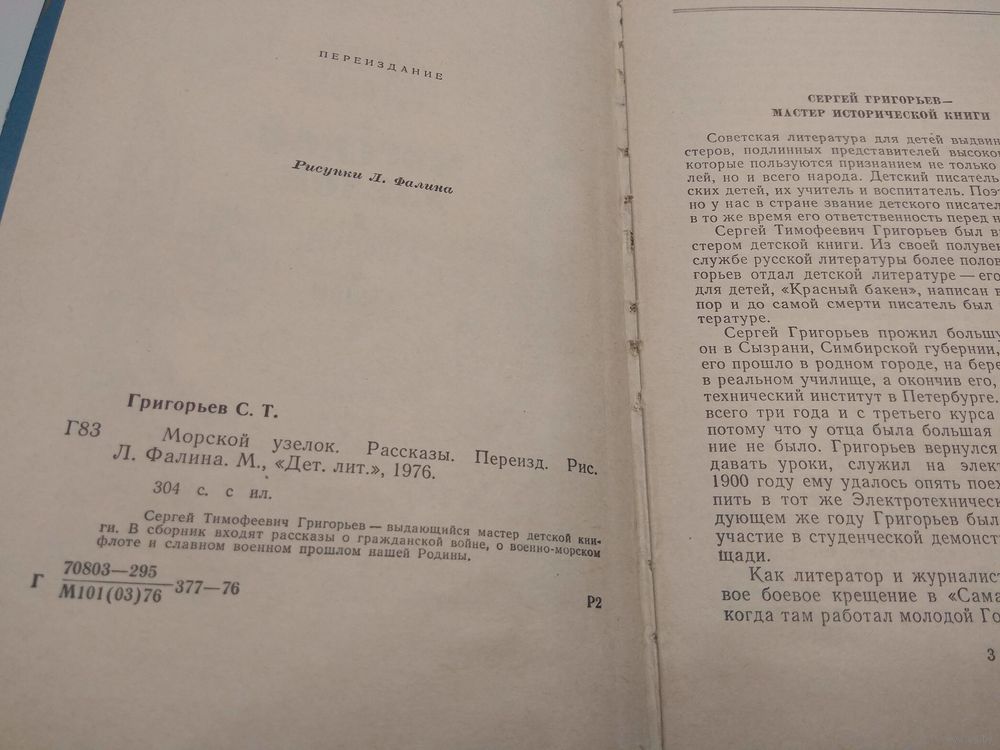 ПЕРЕИЗДАНИЕ
Рисунки Л. Фалина
Григорьев С. Т.
Г83
Морской узелок. Рассказы. Переизд. Рис.
Л. Фалина. М., «Дет. лит.», 1976.
304 с. с ил.
Сергей Тимофеевич Григорьев — выдающийся мастер детской кни-
ги. В сборник входят рассказы о гражданской войне, о военно-морском
флоте и славном военном прошлом нашей Родины.
Г 70803—295
М101(03)76 —377—76
Р2
СЕРГЕЙ ГРИГОРЬЕВ—
МАСТЕР ИСТОРИЧЕСКОЙ КНИГИ
Советская литература для детей выдвин
стеров, подлинных представителей высоко
которые пользуются признанием не только
лей, но и всего народа. Детский писатель
ских детей, их учитель и воспитатель. Поэ
но у нас в стране звание детского писател
в то же время его ответственность перед н
Сергей Тимофеевич Григорьев был в
стером детской книги. Из своей полувек
службе русской литературы более полов
горьев отдал детской литературе — его
для детей, «Красный бакен», написан в
пор и до самой смерти писатель был
тературе.
Сергей Григорьев прожил большу
он в Сызрани, Симбирской губернии,
его прошло в родном городе, на бере
в реальном училище, а окончив его,
технический институт в Петербурге.
всего три года и с третьего курса
потому что у отца была большая
ние не было. Григорьев вернулся
давать уроки, служил на элект
1900 году ему удалось опять поех
пить в тот же Электротехническ
дующем же году Григорьев был
участие в студенческой демонст
щади.
Как литератор и журналист
вое боевое крещение в «Сама
когда там работал молодой Го
3